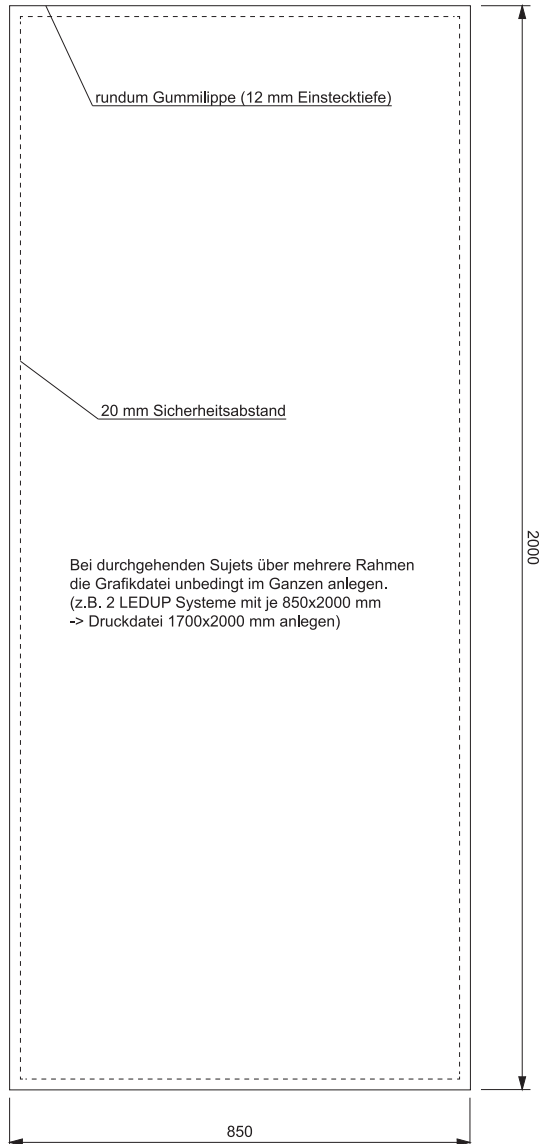 rundum Gummilippe (12 mm Einstecktiefe)
20 mm Sicherheitsabstand
2000
Bei durchgehenden Sujets über mehrere Rahmen
die Grafikdatei unbedingt im Ganzen anlegen.
(z.B. 2 LEDUP Systeme mit je 850x2000 mm
-> Druckdatei 1700x2000 mm anlegen)
850